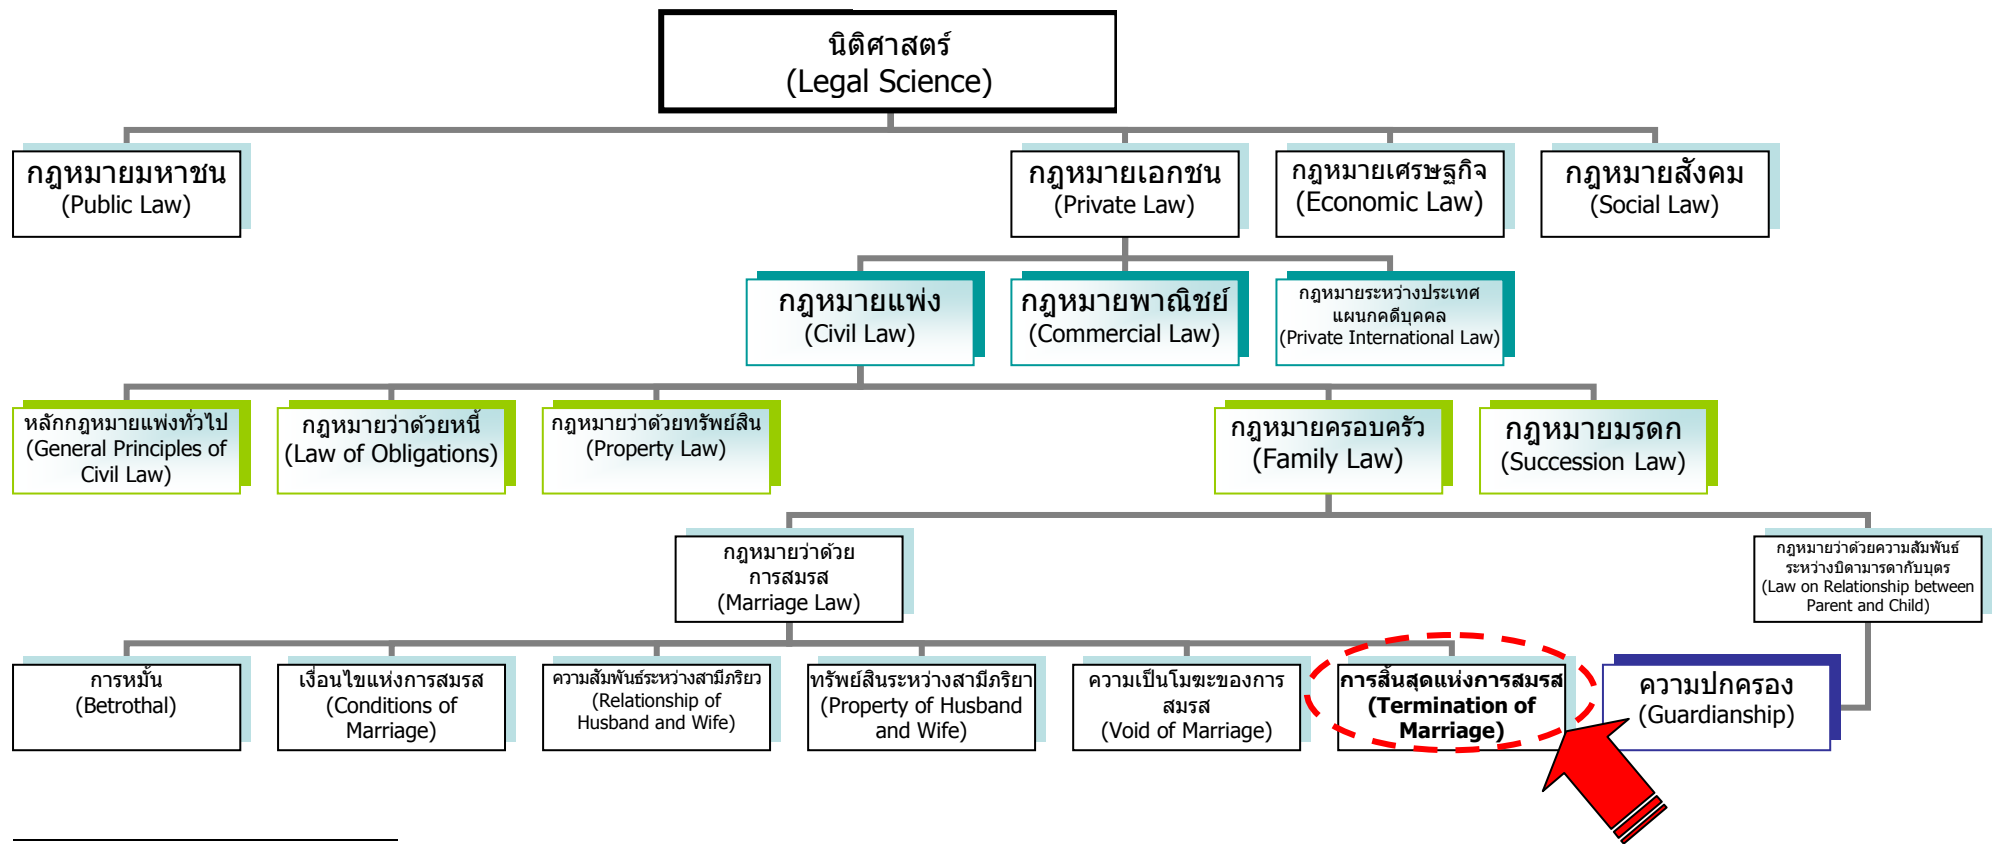 นิติศาสตร์
(Legal Science)
กฎหมายมหาชน
(Public Law)
กฎหมายเอกชน
(Private Law)
กฎหมายเศรษฐกิจ
(Economic Law)
กฎหมายสังคม
(Social Law)
กฎหมายแพ่ง
(Civil Law)
กฎหมายพาณิชย์
(Commercial Law)
กฎหมายระหว่างประเทศ
แผนกคดีบุคคล
(Private International Law)
หลักกฎหมายแพ่งทั่วไป
(General Principles of
Civil Law)
กฎหมายว่าด้วยหนี้
(Law of Obligations)
กฎหมายว่าด้วยทรัพย์สิน
(Property Law)
กฎหมายครอบครัว
(Family Law)
กฎหมายมรดก
(Succession Law)
กฎหมายว่าด้วย
การสมรส
(Marriage Law)
กฎหมายว่าด้วยความสัมพันธ์
ระหว่างบิดามารดากับบุตร
(Law on Relationship between
Parent and Child)
การหมั้น
(Betrothal)
เงื่อนไขแห่งการสมรส
(Conditions of
Marriage)
ความสัมพันธ์ระหว่างสามีภริยว
(Relationship of
Husband and Wife)
ทรัพย์สินระหว่างสามีภริยา
(Property of Husband
and Wife)
ความเป็นโมฆะของการ
สมรส
(Void of Marriage)
การสิ้นสุดแห่งการสมรส
(Termination of
Marriage)
ความปกครอง
(Guardianship)